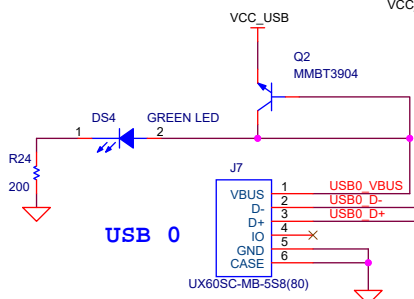 VCC
VCC_USB
Q2
MMBT3904
DS4
GREEN LED
1
2
R24
200
J7
VBUS 1 USB0_VBUS
D- 2 USB0_D-
D+ 3 USB0_D+
IO 4
GND 5
CASE 6
USB 0
UX60SC-MB-5S8(80)